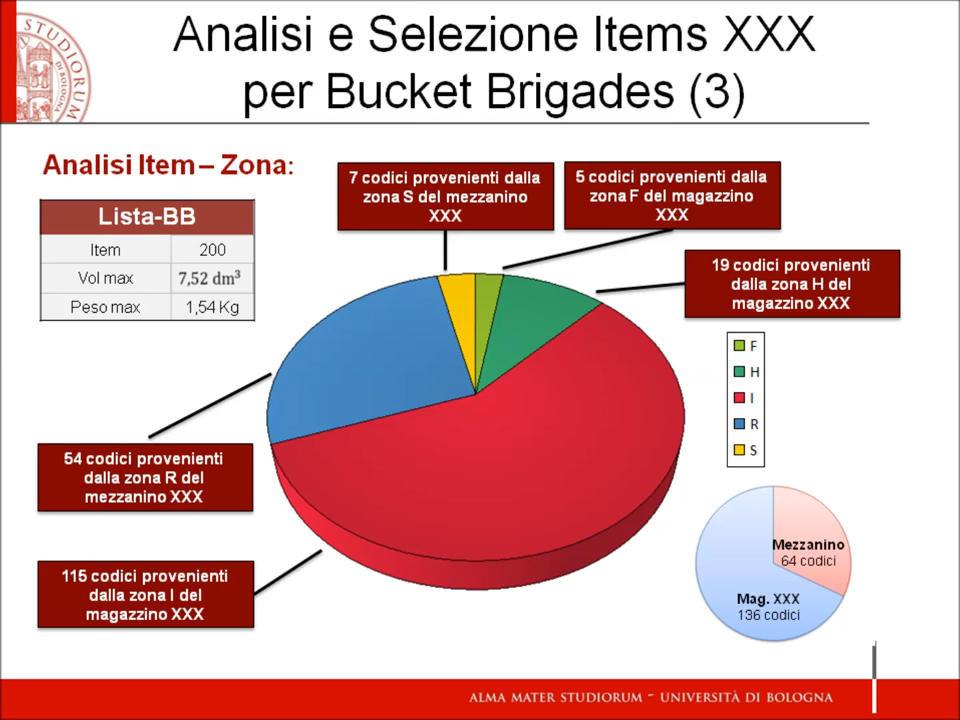 Analisi e Selezione Items XXX
per Bucket Brigades (3)
STUDIORUM
DI BOLOGNA
Analisi Item – Zona:
Lista-BB
Item 200
Vol max 7,52 dm³
Peso max 1,54 Kg
7 codici provenienti dalla
zona S del mezzanino
XXX
5 codici provenienti dalla
zona F del magazzino
XXX
19 codici provenienti
dalla zona H del
magazzino XXX
F
H
I
R
S
54 codici provenienti
dalla zona R del
mezzanino XXX
115 codici provenienti
dalla zona I del
magazzino XXX
Mezzanino
64 codici
Mag. XXX
136 codici
ALMA MATER STUDIORUM – UNIVERSITÀ DI BOLOGNA